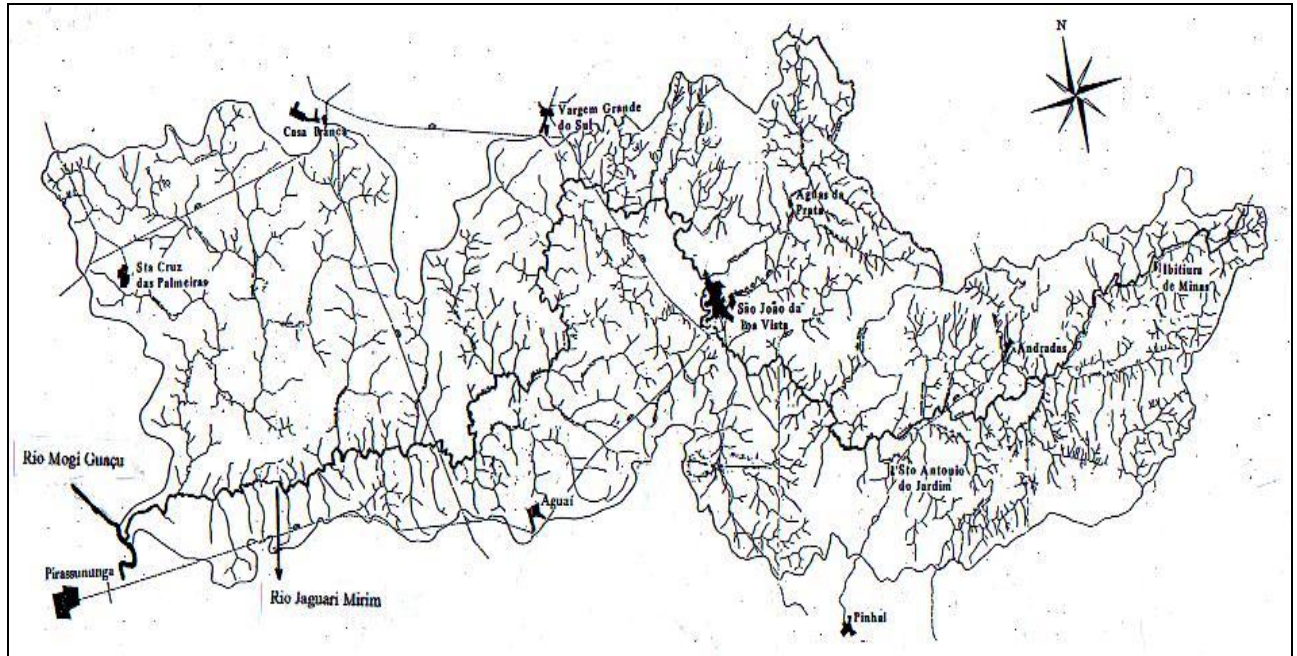 N
Casa Branca
Vargem Grande
do Sul
Aguas da
Prata
Sta Cruz
das Palmeiras
Ibitiura
de Minas
São João da
Boa Vista
Andradas
Rio Mogi Guaçu
Sto Antonio
do Jardim
Aguaí
Pirassununga
Rio Jaguari Mirim
Pinhal